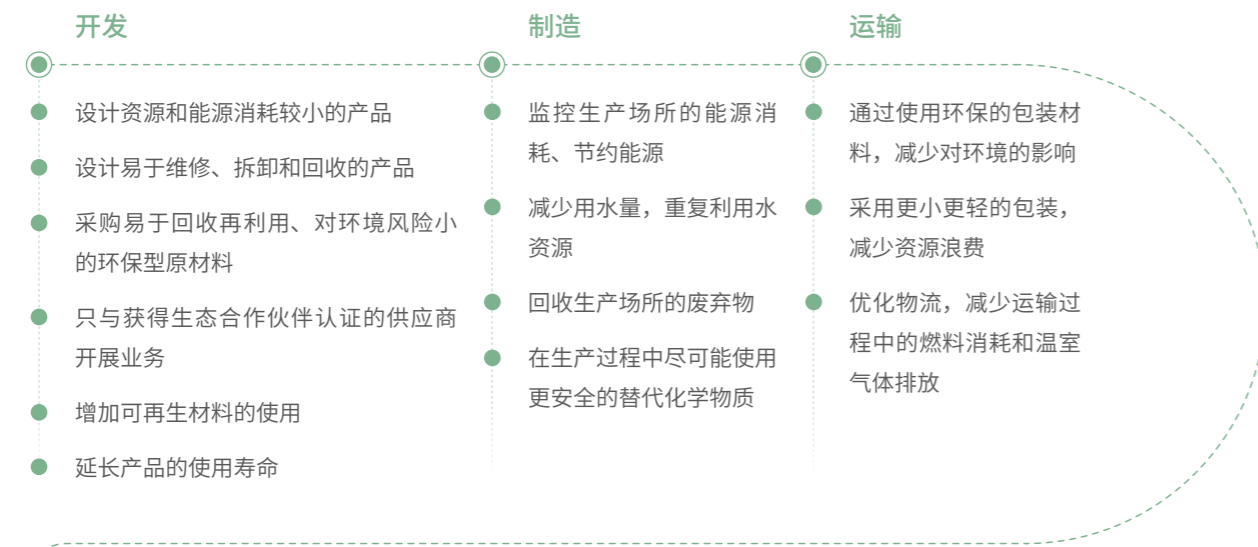 开发
设计资源和能源消耗较小的产品
设计易于维修、拆卸和回收的产品
采购易于回收再利用、对环境风险小
的环保型原材料
只与获得生态合作伙伴认证的供应商
开展业务
增加可再生材料的使用
延长产品的使用寿命
制造
监控生产场所的能源消
耗、节约能源
减少用水量，重复利用水
资源
回收生产场所的废弃物
在生产过程中尽可能使用
更安全的替代化学物质
运输
通过使用环保的包装材
料，减少对环境的影响
采用更小更轻的包装，
减少资源浪费
优化物流，减少运输过
程中的燃料消耗和温室
气体排放